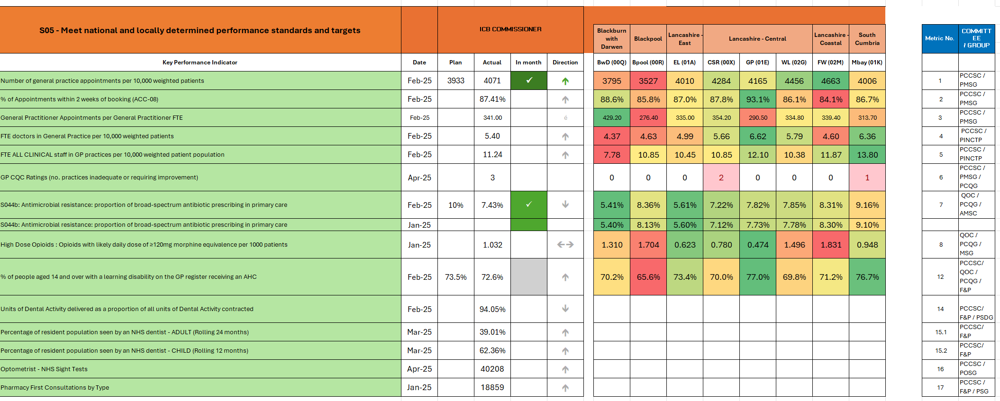 S05 - Meet national and locally determined performance standards and targets
ICB COMMISSIONER
Blackburn with Darwen
Blackpool
Lancashire - East
Lancashire - Central
Lancashire - Coastal
South Cumbria
Metric No.
COMMITTEE / GROUP
Key Performance Indicator Date Plan Actual In month Direction BwD (00Q) Bpool (00R) EL (01A) CSR (00X) GP (01E) WL (02G) FW (02M) Mbay (01K)
Number of general practice appointments per 10,000 weighted patients Feb-25 3933 4071 ✓ ↑ 3795 3527 4010 4284 4165 4456 4663 4006 1 PCCSC / PMSG
% of Appointments within 2 weeks of booking (ACC-08) Feb-25 87.41% ↑ 88.6% 85.8% 87.0% 87.8% 93.1% 86.1% 84.1% 86.7% 2 PCCSC / PMSG
General Practitioner Appointments per General Practitioner FTE Feb-25 341.00 é 429.20 276.40 335.00 354.20 290.50 334.80 339.40 313.70 3 PCCSC / PMSG
FTE doctors in General Practice per 10,000 weighted patients Feb-25 5.40 ↑ 4.37 4.63 4.99 5.66 6.62 5.79 4.60 6.36 4 PCCSC / PINCTP
FTE ALL CLINICAL staff in GP practices per 10,000 weighted patient population Feb-25 11.24 ↑ 7.78 10.85 10.45 10.85 12.10 10.38 11.87 13.80 5 PCCSC / PINCTP
GP CQC Ratings (no. practices inadequate or requiring improvement) Apr-25 3 0 0 0 2 0 0 0 1 6 PCCSC / PMSG / PCQG
S044b: Antimicrobial resistance: proportion of broad-spectrum antibiotic prescribing in primary care Feb-25 10% 7.43% ✓ ↓ 5.41% 8.36% 5.61% 7.22% 7.82% 7.85% 8.31% 9.16% 7 QOC / PCQG / AMSC
S044b: Antimicrobial resistance: proportion of broad-spectrum antibiotic prescribing in primary care Jan-25 5.40% 8.13% 5.60% 7.12% 7.73% 7.78% 8.30% 9.10%
High Dose Opioids : Opioids with likely daily dose of ≥120mg morphine equivalence per 1000 patients Jan-25 1.032 ←→ 1.310 1.704 0.623 0.780 0.474 1.496 1.831 0.948 8 QOC / PCQG / MSG
% of people aged 14 and over with a learning disability on the GP register receiving an AHC Feb-25 73.5% 72.6% ↑ 70.2% 65.6% 73.4% 70.0% 77.0% 69.8% 71.2% 76.7% 12 PCCSC/ QOC / PCQG / F&P
Units of Dental Activity delivered as a proportion of all units of Dental Activity contracted Feb-25 94.05% ↓ 14 PCCSC/ F&P / PSDG
Percentage of resident population seen by an NHS dentist - ADULT (Rolling 24 months) Mar-25 39.01% ↑ 15.1 PCCSC/ F&P
Percentage of resident population seen by an NHS dentist - CHILD (Rolling 12 months) Mar-25 62.36% ↑ 15.2 PCCSC/ F&P
Optometrist - NHS Sight Tests Apr-25 40208 ↑ 16 PCCSC / POSG
Pharmacy First Consultations by Type Jan-25 18859 ↑ 17 PCCSC / F&P / PSG